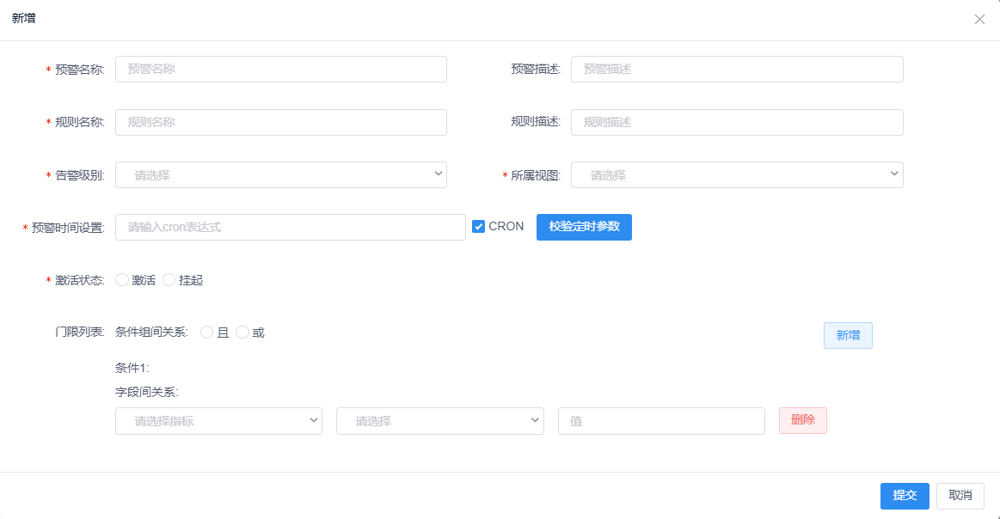 新增
* 预警名称: 预警名称 预警描述: 预警描述
* 规则名称: 规则名称 规则描述: 规则描述
* 告警级别: 请选择 * 所属视图: 请选择
* 预警时间设置: 请输入cron表达式 CRON 校验定时参数
* 激活状态: 激活 挂起
门限列表: 条件组间关系: 且 或 新增
条件1:
字段间关系:
请选择指标 请选择 值 删除
提交 取消